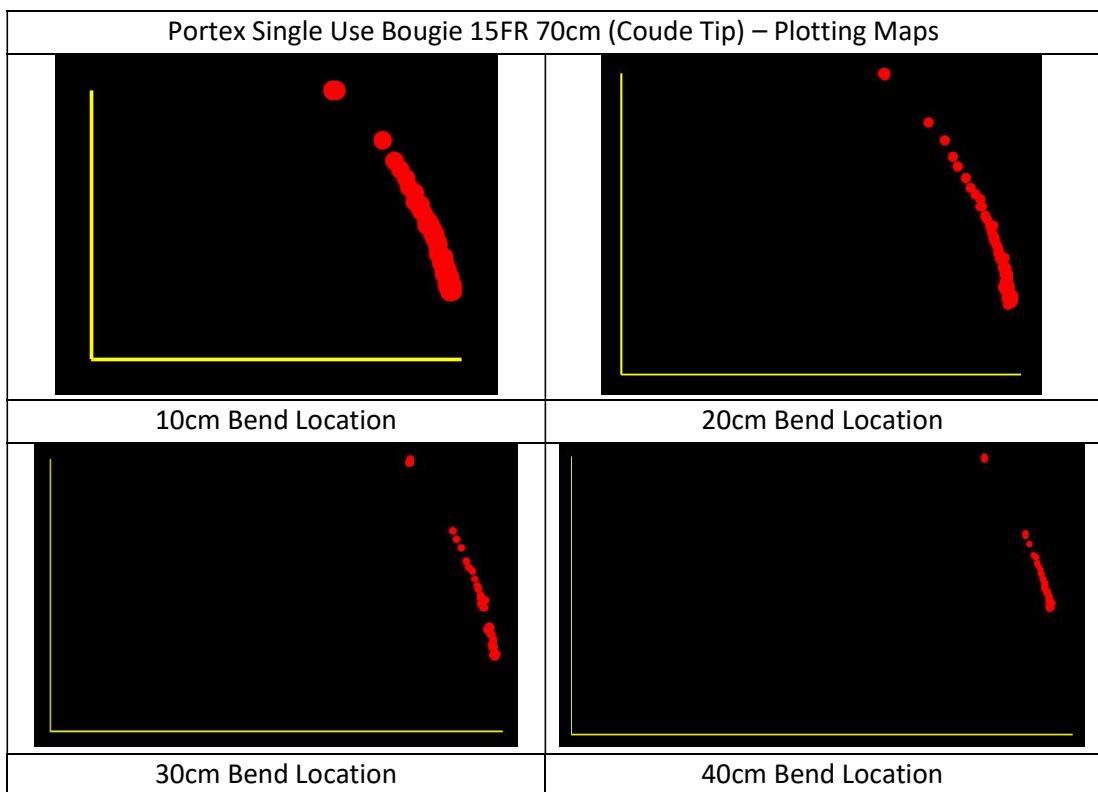 Portex Single Use Bougie 15FR 70cm (Coude Tip) – Plotting Maps
10cm Bend Location
20cm Bend Location
30cm Bend Location
40cm Bend Location